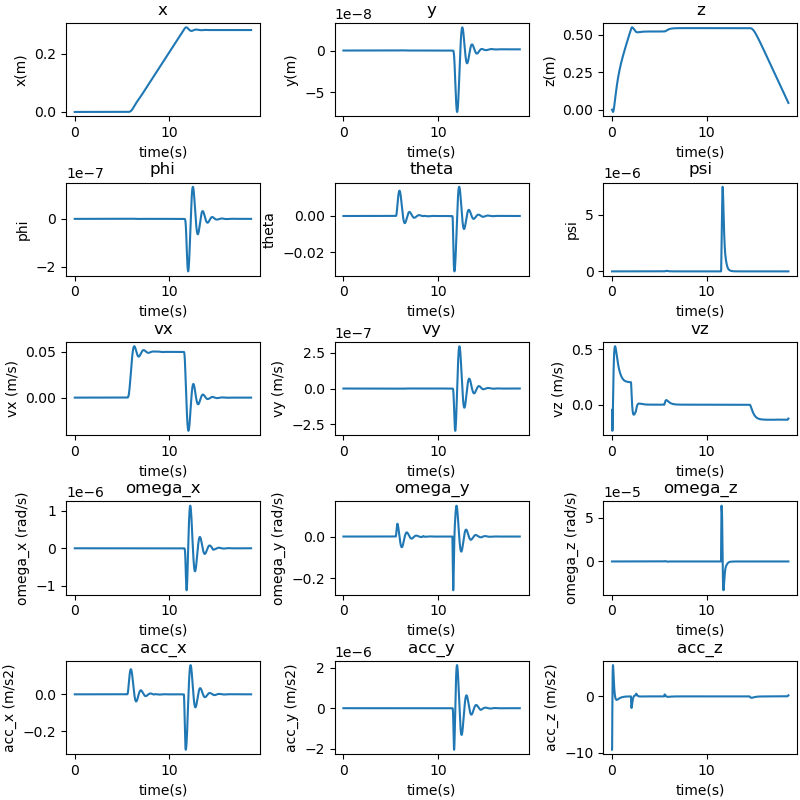 x
y
z
1e−8
x(m)
0.2
0.0
0
10
time(s)
y(m)
0
−5
0
10
time(s)
z(m)
0.50
0.25
0.00
0
10
time(s)
phi
theta
psi
1e−7
1e−6
phi
0
−2
0
10
time(s)
theta
0.00
−0.02
0
10
time(s)
psi
5
0
0
10
time(s)
vx
vy
vz
1e−7
vx (m/s)
0.05
0.00
0
10
time(s)
vy (m/s)
2.5
0.0
−2.5
0
10
time(s)
vz (m/s)
0.5
0.0
0
10
time(s)
omega_x
omega_y
omega_z
1e−6
1e−5
omega_x (rad/s)
1
0
−1
0
10
time(s)
omega_y (rad/s)
0.0
−0.2
0
10
time(s)
omega_z (rad/s)
5
0
0
10
time(s)
acc_x
acc_y
acc_z
1e−6
acc_x (m/s2)
0.0
−0.2
0
10
time(s)
acc_y (m/s2)
2
0
−2
0
10
time(s)
acc_z (m/s2)
0
−10
0
10
time(s)